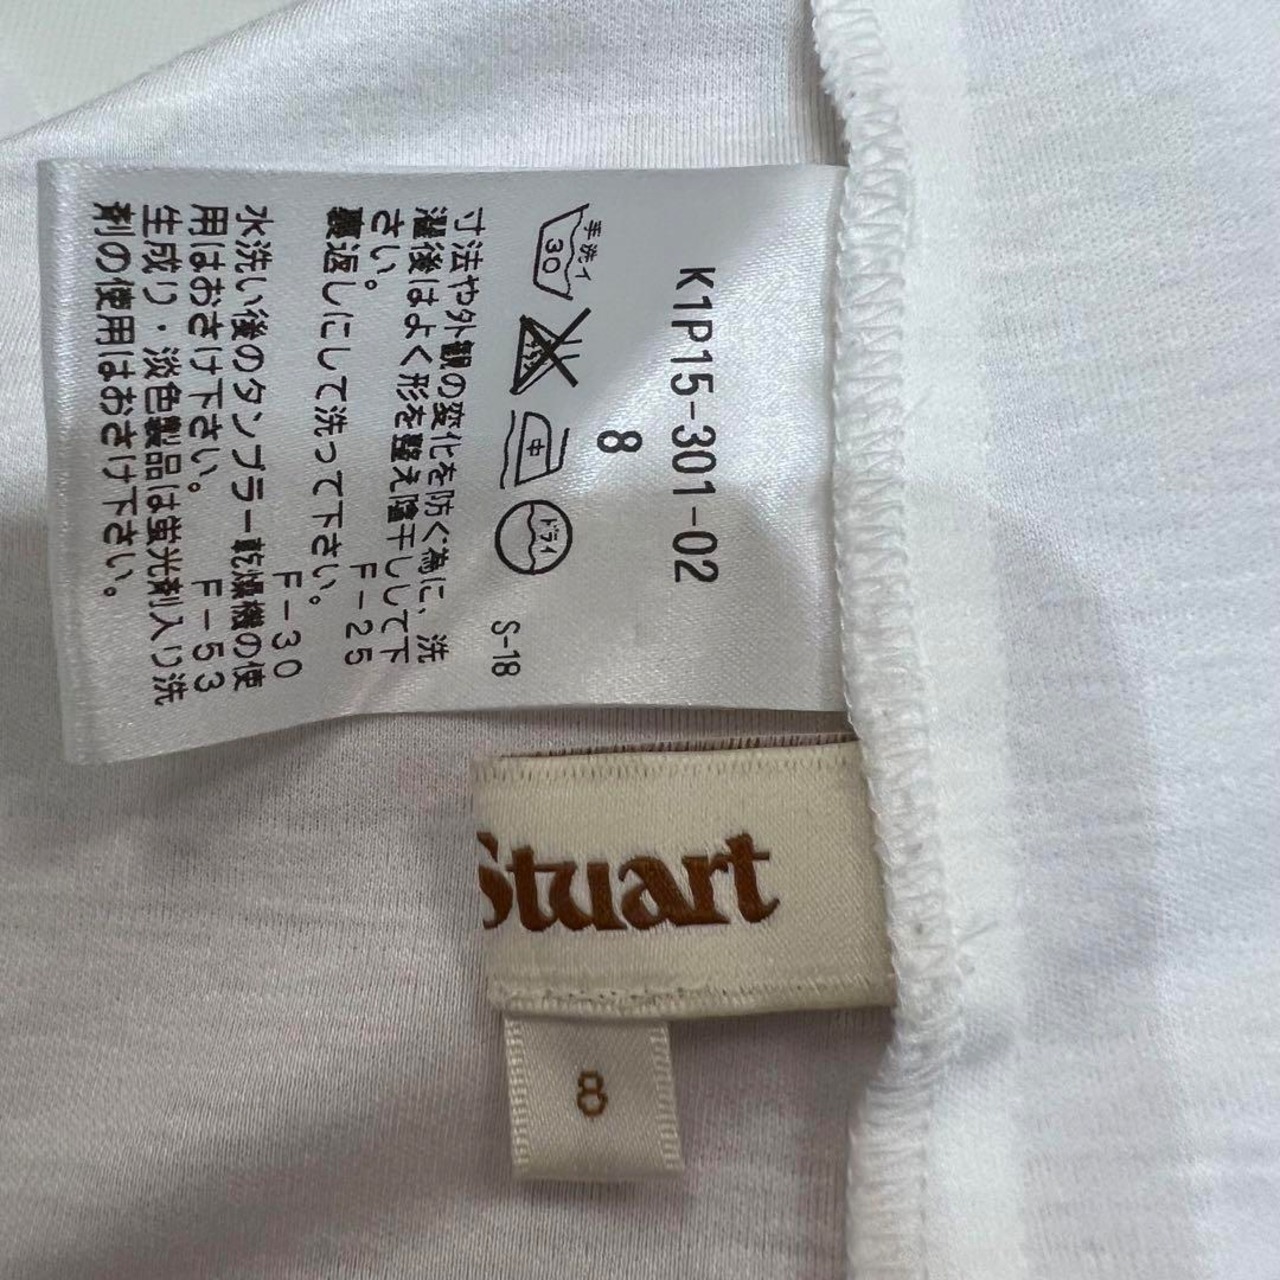 K1P15-301-02
8
手洗イ
30
中
ドライ
S-18
寸法や外観の変化を防ぐ為に、洗
濯後はよく形を整え陰干しして下
さい。 F-25
裏返しにして洗って下さい。
F-30
水洗い後のタンブラー乾燥機の使
用はおさけ下さい。 F-53
生成り・淡色製品は蛍光剤入り洗
剤の使用はおさけ下さい。
Stuart
8